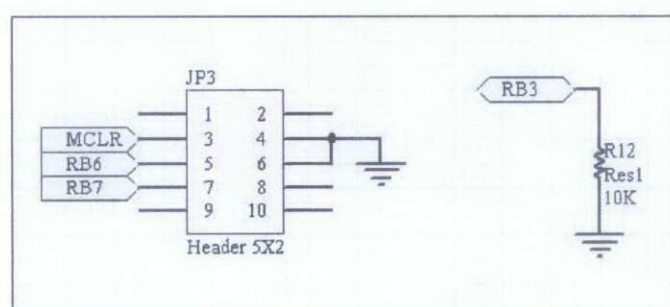 JP3
1 2
MCLR 3 4
RB6 5 6
RB7 7 8
9 10
Header 5X2
RB3
R12
Res1
10K